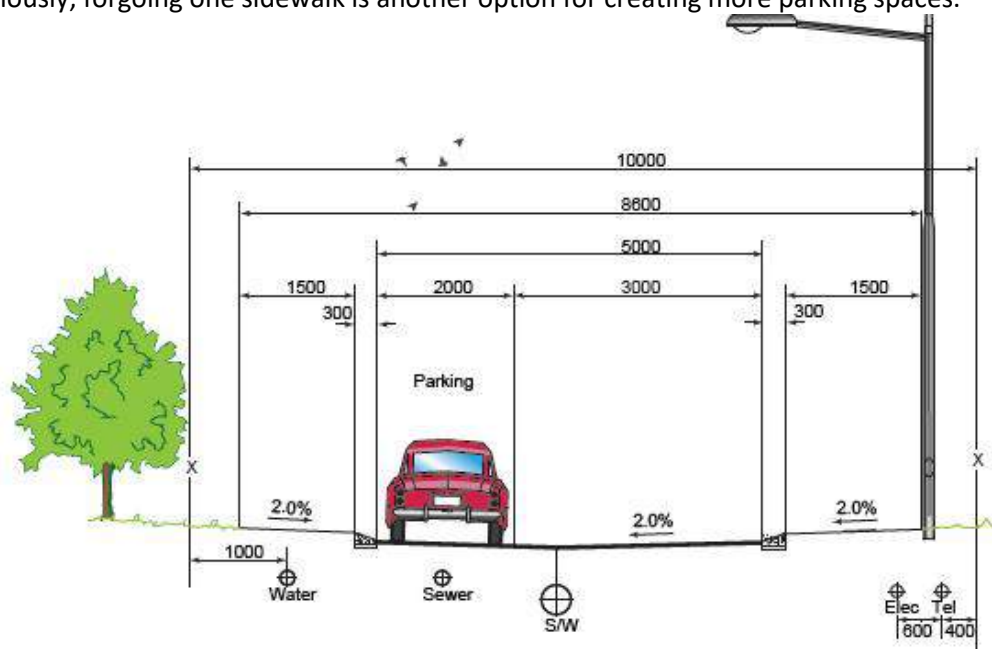 forgoing one sidewalk is another option for creating more parking spaces.
10000
8600
5000
1500 2000 3000 1500
300 300
Parking
X X
2.0% 2.0% 2.0%
1000
Water Sewer S/W Elec Tel
600 400